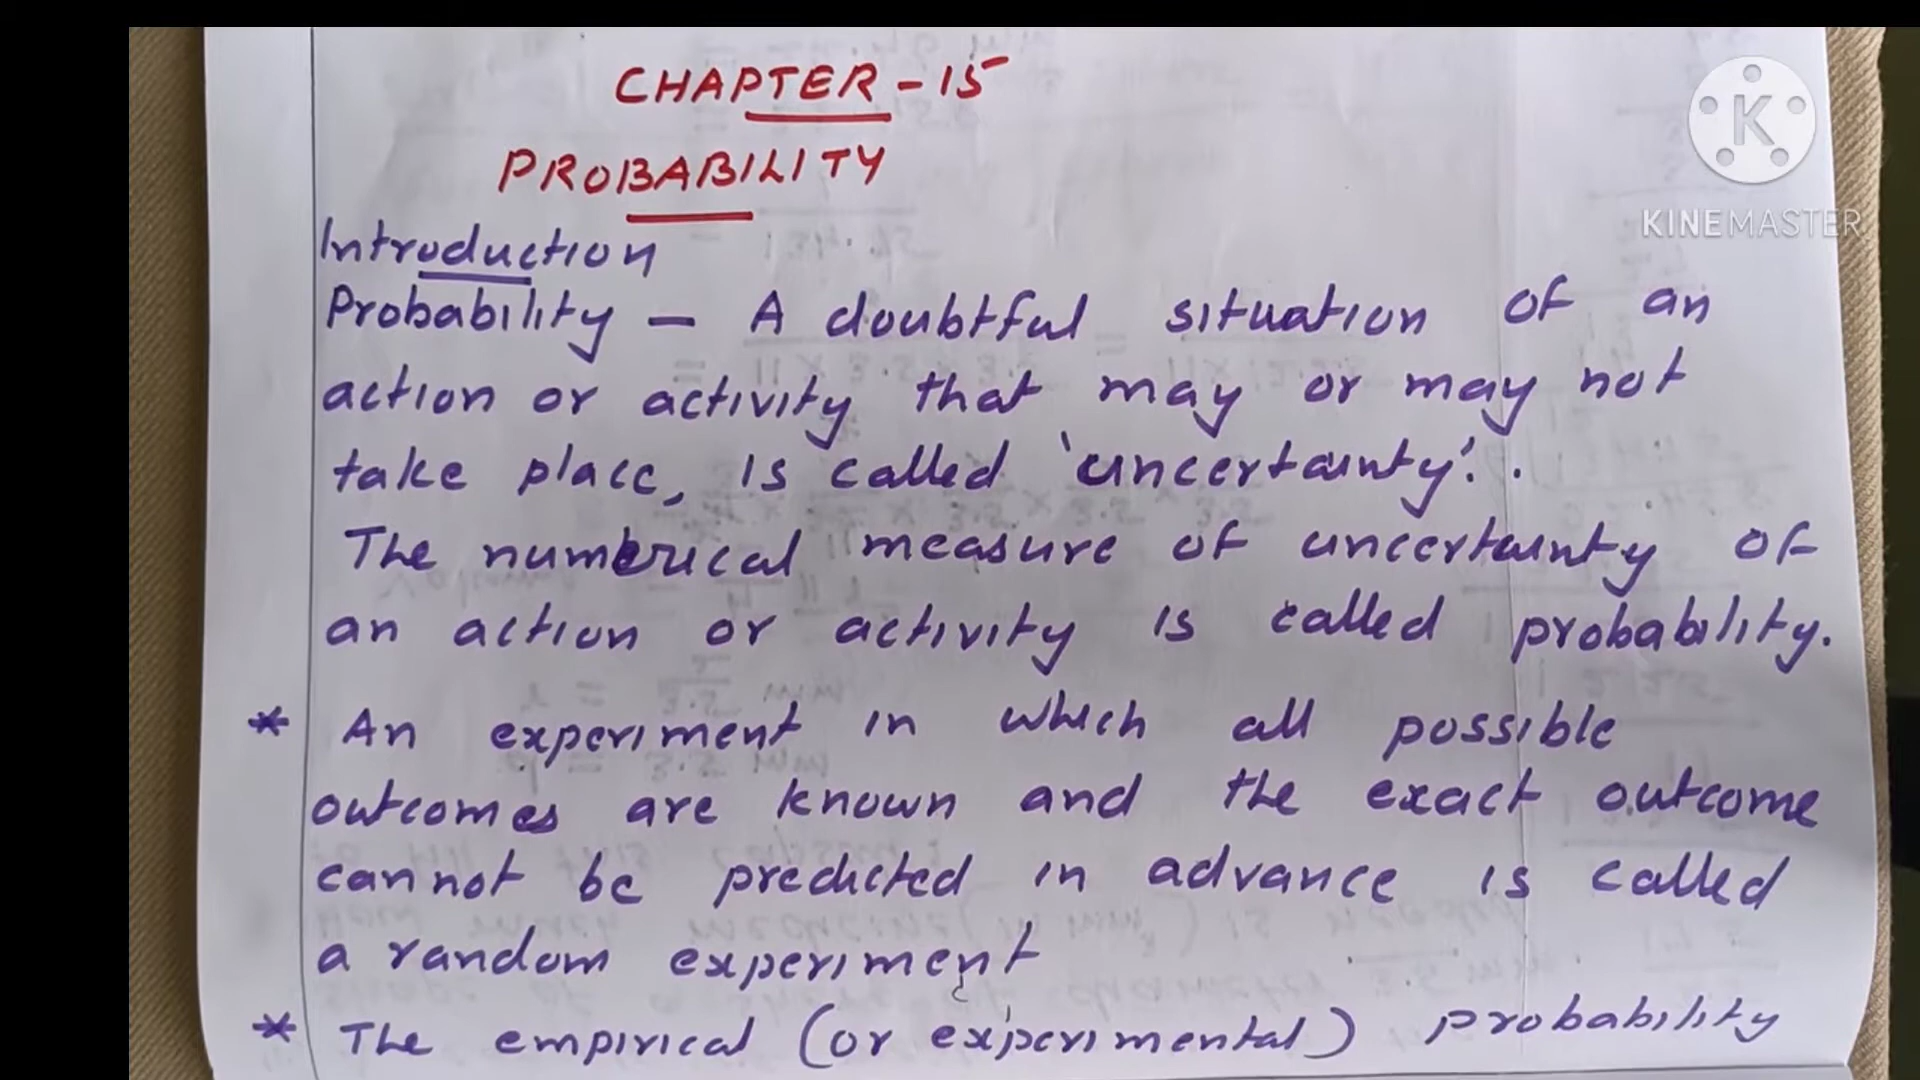 CHAPTER - 15
PROBABILITY
Introduction
Probability — A doubtful situation of an
action or activity that may or may not
take place, is called 'uncertainty'.
The numerical measure of uncertainty of
an action or activity is called probability.
* An experiment in which all possible
outcomes are known and the exact outcome
cannot be predicted in advance is called
a random experiment
* The empirical (or experimental) probability
K
KINEMASTER